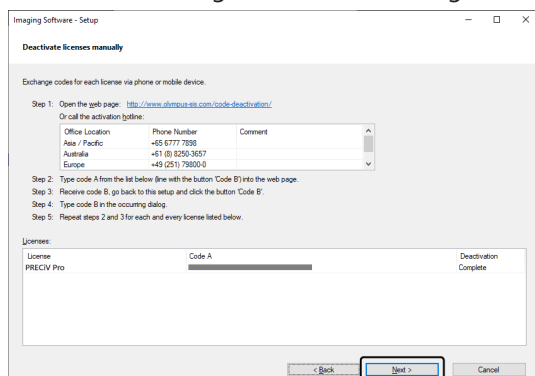 Imaging Software - Setup
Deactivate licenses manually
Exchange codes for each license via phone or mobile device.
Step 1: Open the web page: http://www.olympus-sis.com/code-deactivation/
Or call the activation hotline:
Office Location Phone Number Comment
Asia / Pacific +65 6777 7898
Australia +61 (8) 8250-3657
Europe +49 (251) 79800-0
Step 2: Type code A from the list below (line with the button 'Code B') into the web page.
Step 3: Receive code B, go back to this setup and click the button 'Code B'.
Step 4: Type code B in the occurring dialog.
Step 5: Repeat steps 2 and 3 for each and every license listed below.
Licenses:
License Code A Deactivation
PRECiV Pro Complete
< Back Next > Cancel